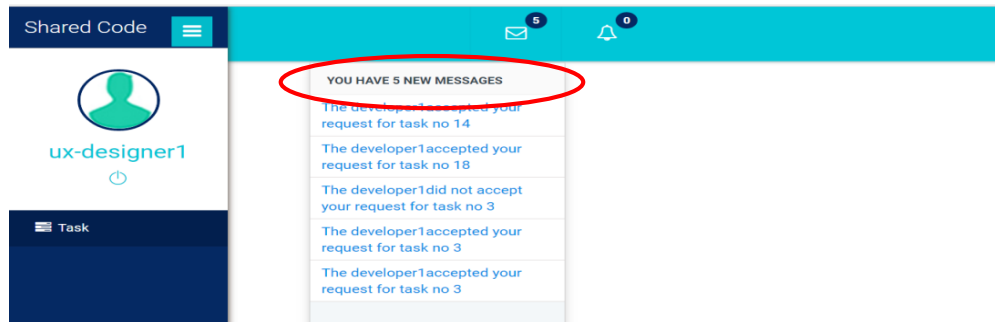 Shared Code
5
0
YOU HAVE 5 NEW MESSAGES
The developer1accepted your
request for task no 14
The developer1accepted your
request for task no 18
The developer1did not accept
your request for task no 3
The developer1accepted your
request for task no 3
The developer1accepted your
request for task no 3
ux-designer1
Task